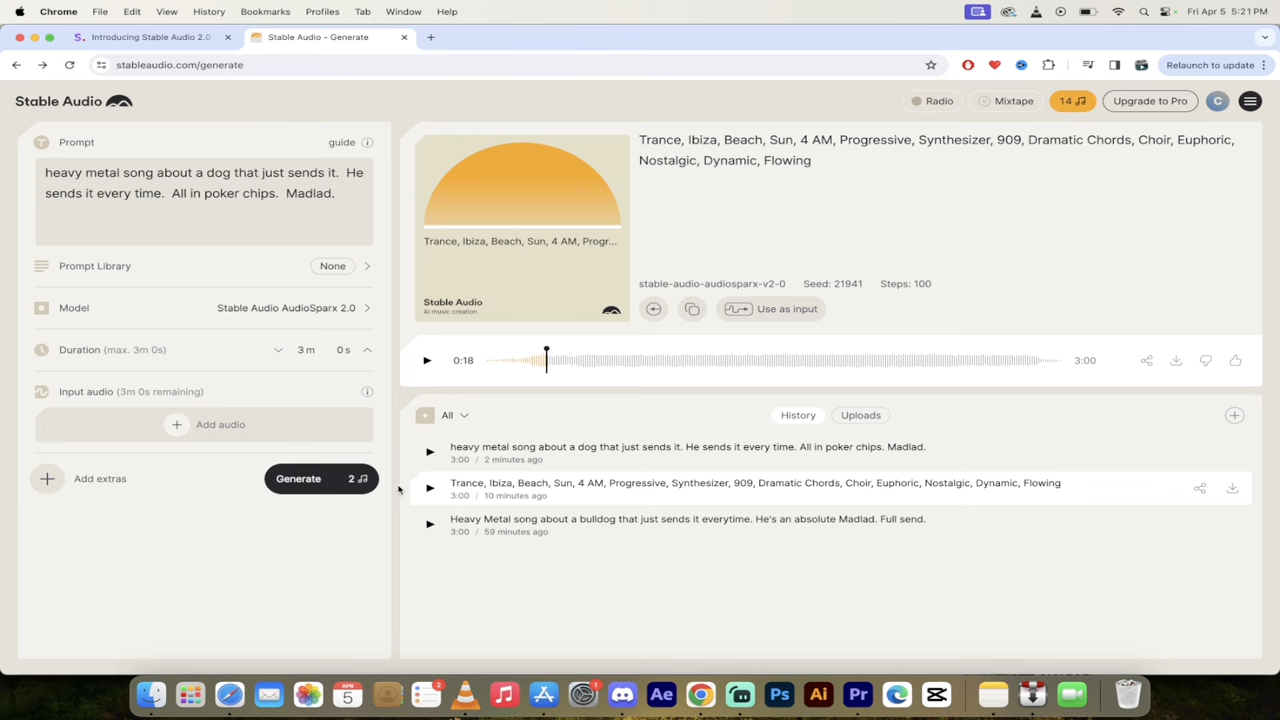 Chrome File Edit View History Bookmarks Profiles Tab Window Help Fri Apr 5 5:21 PM
S. Introducing Stable Audio 2.0 Stable Audio - Generate
stableaudio.com/generate Relaunch to update
Stable Audio Radio Mixtape 14 Upgrade to Pro C
Prompt guide
heavy metal song about a dog that just sends it. He
sends it every time. All in poker chips. Madlad.
Prompt Library None
Model Stable Audio AudioSparx 2.0
Duration (max. 3m 0s) 3 m 0 s
Input audio (3m 0s remaining)
Add audio
Add extras Generate 2
Trance, Ibiza, Beach, Sun, 4 AM, Progr...
Stable Audio
AI music creation
Trance, Ibiza, Beach, Sun, 4 AM, Progressive, Synthesizer, 909, Dramatic Chords, Choir, Euphoric,
Nostalgic, Dynamic, Flowing
stable-audio-audiosparx-v2-0 Seed: 21941 Steps: 100
Use as input
0:18 3:00
All History Uploads
heavy metal song about a dog that just sends it. He sends it every time. All in poker chips. Madlad.
3:00 / 2 minutes ago
Trance, Ibiza, Beach, Sun, 4 AM, Progressive, Synthesizer, 909, Dramatic Chords, Choir, Euphoric, Nostalgic, Dynamic, Flowing
3:00 / 10 minutes ago
Heavy Metal song about a bulldog that just sends it everytime. He's an absolute Madlad. Full send.
3:00 / 59 minutes ago
APR 5 2 1 Ae Ps Ai Pr